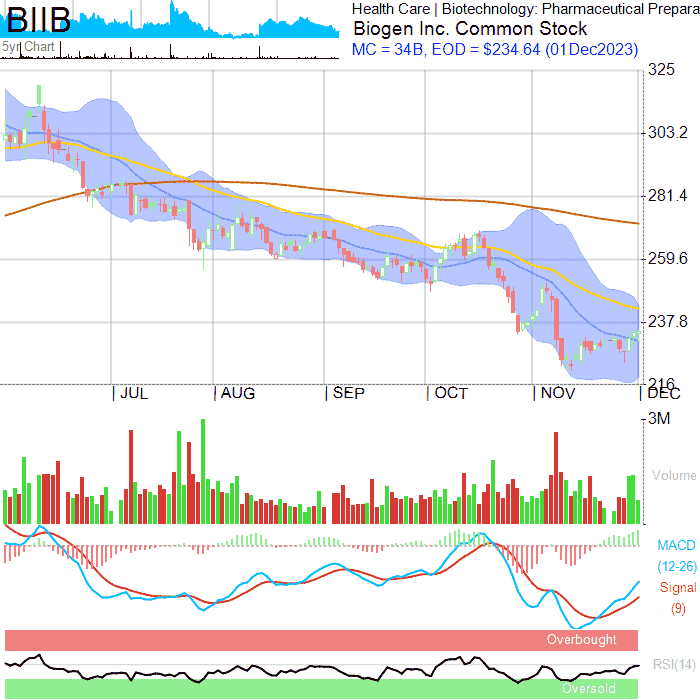 BIIB
5yr Chart
Health Care | Biotechnology: Pharmaceutical Prepara
Biogen Inc. Common Stock
MC = 34B, EOD = $234.64 (01Dec2023)
325
303.2
281.4
259.6
237.8
216
JUL AUG SEP OCT NOV DEC
3M
Volume
MACD
(12-26)
Signal
(9)
Overbought
RSI(14)
Oversold